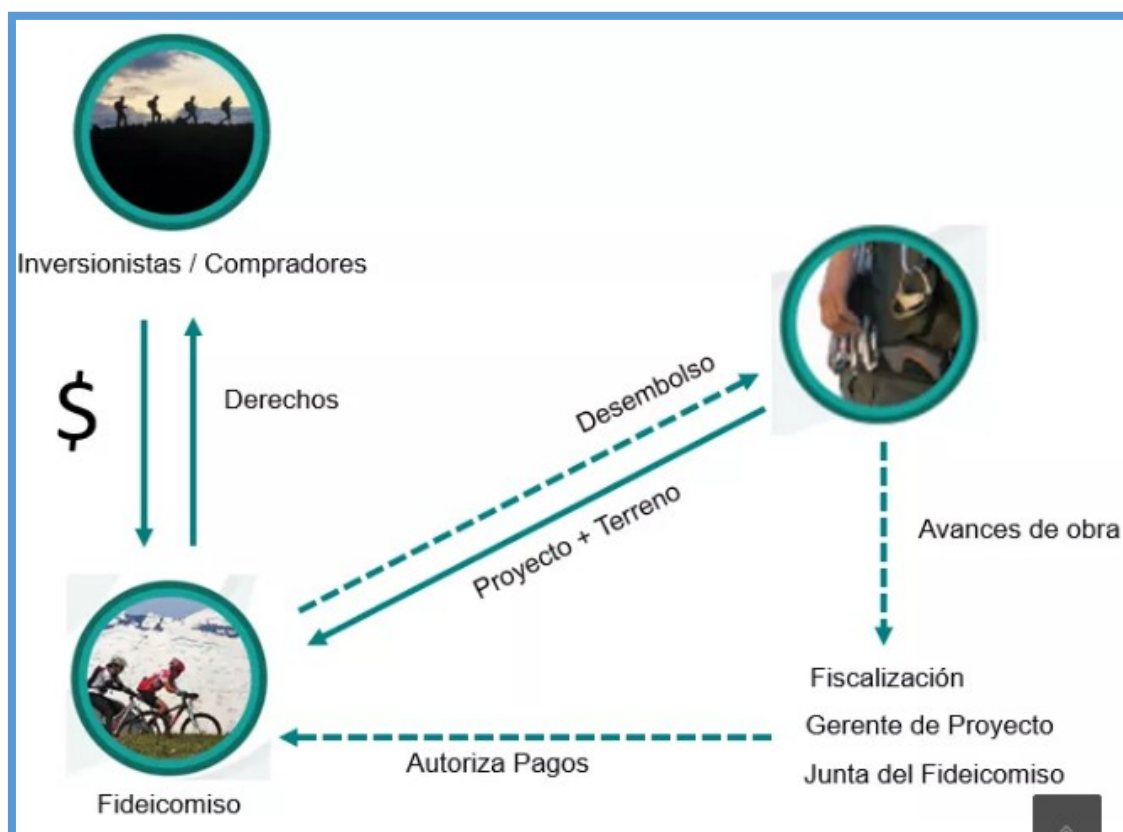 Inversionistas / Compradores
$
Derechos
Desembolso
Proyecto + Terreno
Avances de obra
Fiscalización
Gerente de Proyecto
Junta del Fideicomiso
Autoriza Pagos
Fideicomiso